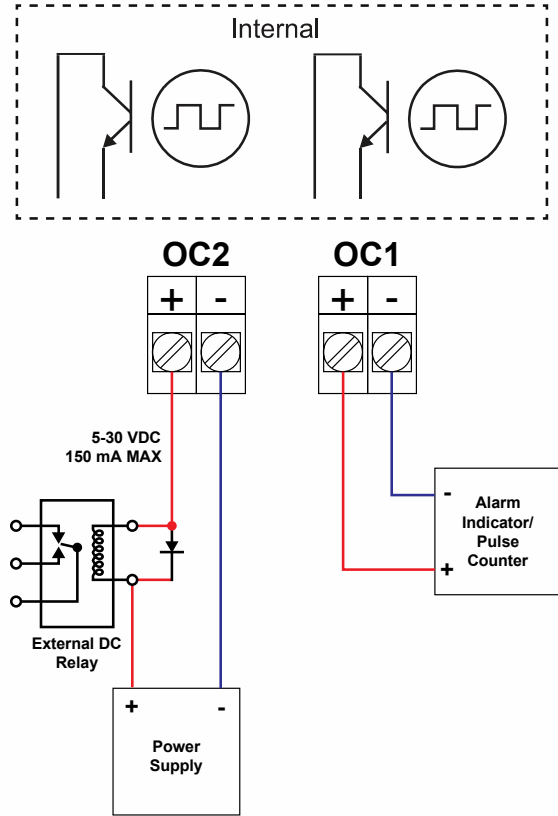 Internal
OC2
OC1
+ -
+ -
5-30 VDC
150 mA MAX
-
Alarm
Indicator/
Pulse
Counter
+
External DC
Relay
+ -
Power
Supply